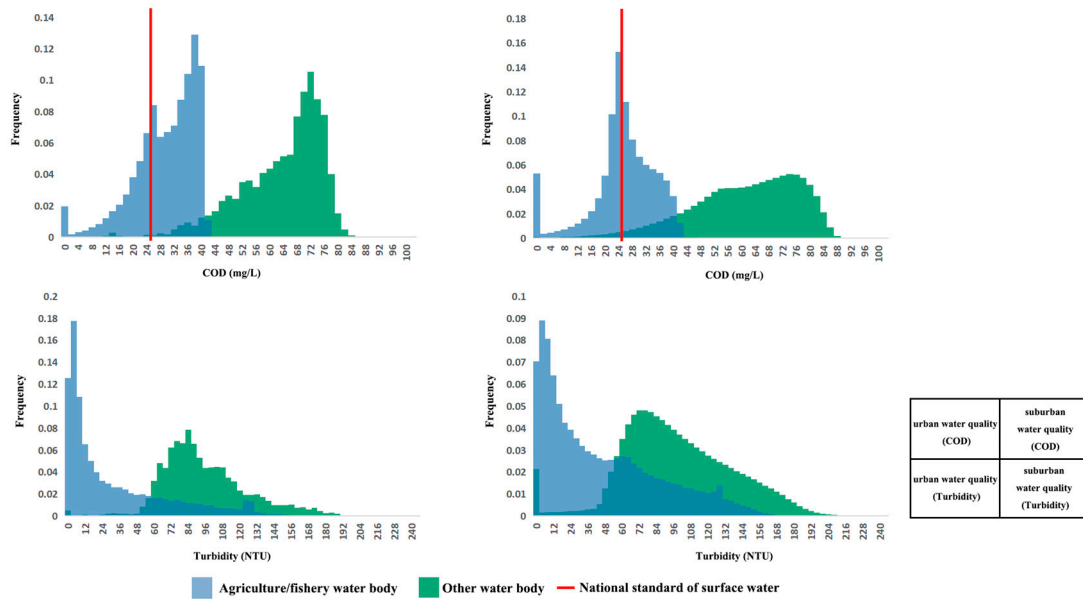 0.14
0.12
0.1
0.08
0.06
0.04
0.02
0
Frequency
0 4 8 12 16 20 24 28 32 36 40 44 48 52 56 60 64 68 72 76 80 84 88 92 96 100
COD (mg/L)
0.18
0.16
0.14
0.12
0.1
0.08
0.06
0.04
0.02
0
Frequency
0 4 8 12 16 20 24 28 32 36 40 44 48 52 56 60 64 68 72 76 80 84 88 92 96 100
COD (mg/L)
0.2
0.18
0.16
0.14
0.12
0.1
0.08
0.06
0.04
0.02
0
Frequency
0 12 24 36 48 60 72 84 96 108 120 132 144 156 168 180 192 204 216 228 240
Turbidity (NTU)
0.1
0.09
0.08
0.07
0.06
0.05
0.04
0.03
0.02
0.01
0
Frequency
0 12 24 36 48 60 72 84 96 108 120 132 144 156 168 180 192 204 216 228 240
Turbidity (NTU)
urban water quality
(COD)
suburban
water quality
(COD)
urban water quality
(Turbidity)
suburban
water quality
(Turbidity)
Agriculture/fishery water body
Other water body
National standard of surface water